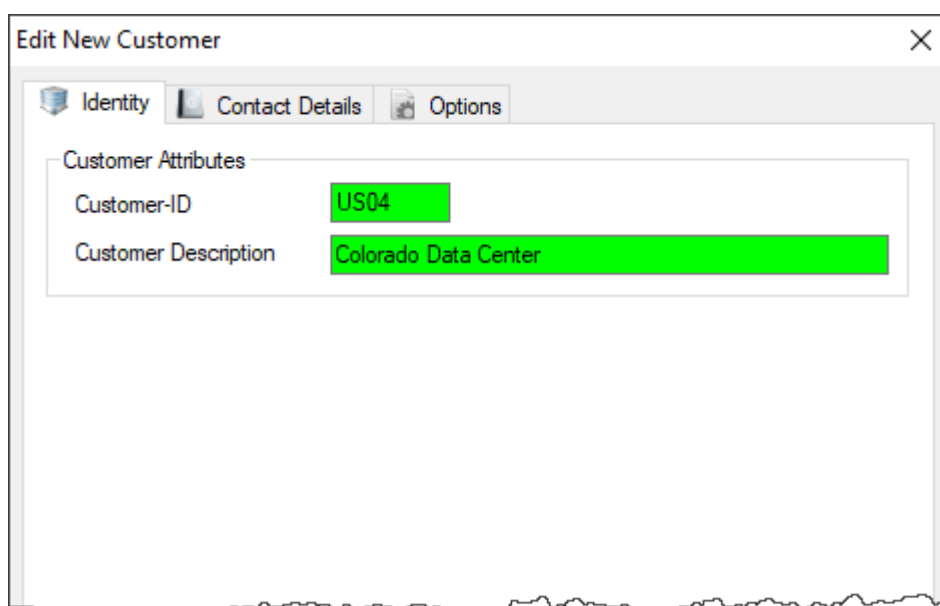 Edit New Customer
Identity Contact Details Options
Customer Attributes
Customer-ID US04
Customer Description Colorado Data Center